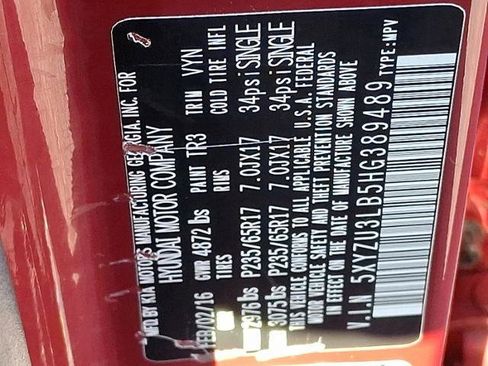 MFD BY KIA MOTORS MANUFACTURING GEORGIA. INC. FOR
HYUNDAI MOTOR COMPANY
FEB/02/16 GVWR 4872 lbs PAINT TR3 TRIM VYN
TIRES RIMS COLD TIRE INFL
2976 lbs P235/65R17 7.0JX17 34psi SINGLE
3075 lbs P235/65R17 7.0JX17 34psi SINGLE
THIS VEHICLE CONFORMS TO ALL APPLICABLE U.S.A. FEDERAL
MOTOR VEHICLE SAFETY AND THEFT PREVENTION STANDARDS
IN EFFECT ON THE DATE OF MANUFACTURE SHOWN ABOVE.
V.I.N 5XYZU3LB5HG389489 TYPE:MPV